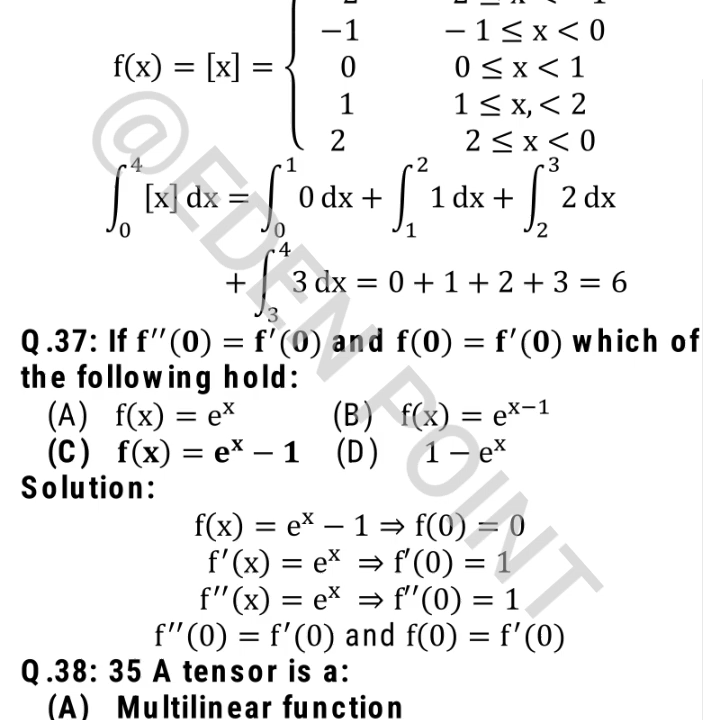 −1 − 1 ≤ x < 0
f(x) = [x] = { 0 0 ≤ x < 1
1 1 ≤ x, < 2
2 2 ≤ x < 0
∫₀⁴ [x] dx = ∫₀¹ 0 dx + ∫₁² 1 dx + ∫₂³ 2 dx
+ ∫₃⁴ 3 dx = 0 + 1 + 2 + 3 = 6
Q.37: If f′′(0) = f′(0) and f(0) = f′(0) which of
the following hold:
(A) f(x) = eˣ (B) f(x) = eˣ⁻¹
(C) f(x) = eˣ − 1 (D) 1 − eˣ
Solution:
f(x) = eˣ − 1 ⇒ f(0) = 0
f′(x) = eˣ ⇒ f′(0) = 1
f′′(x) = eˣ ⇒ f′′(0) = 1
f′′(0) = f′(0) and f(0) = f′(0)
Q.38: 35 A tensor is a:
(A) Multilinear function
@EDEN POINT